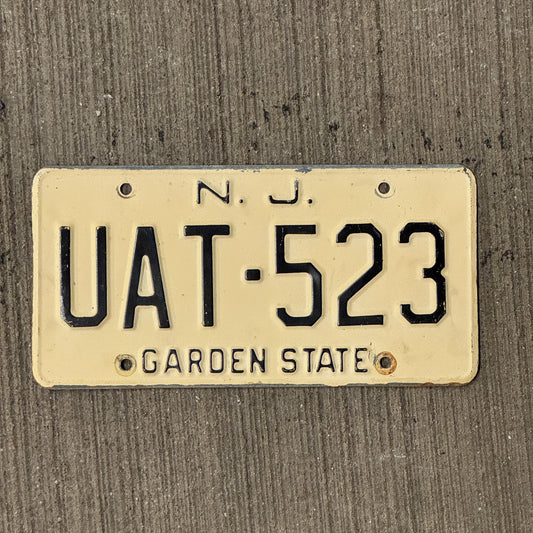 N. J.
UAT·523
GARDEN STATE